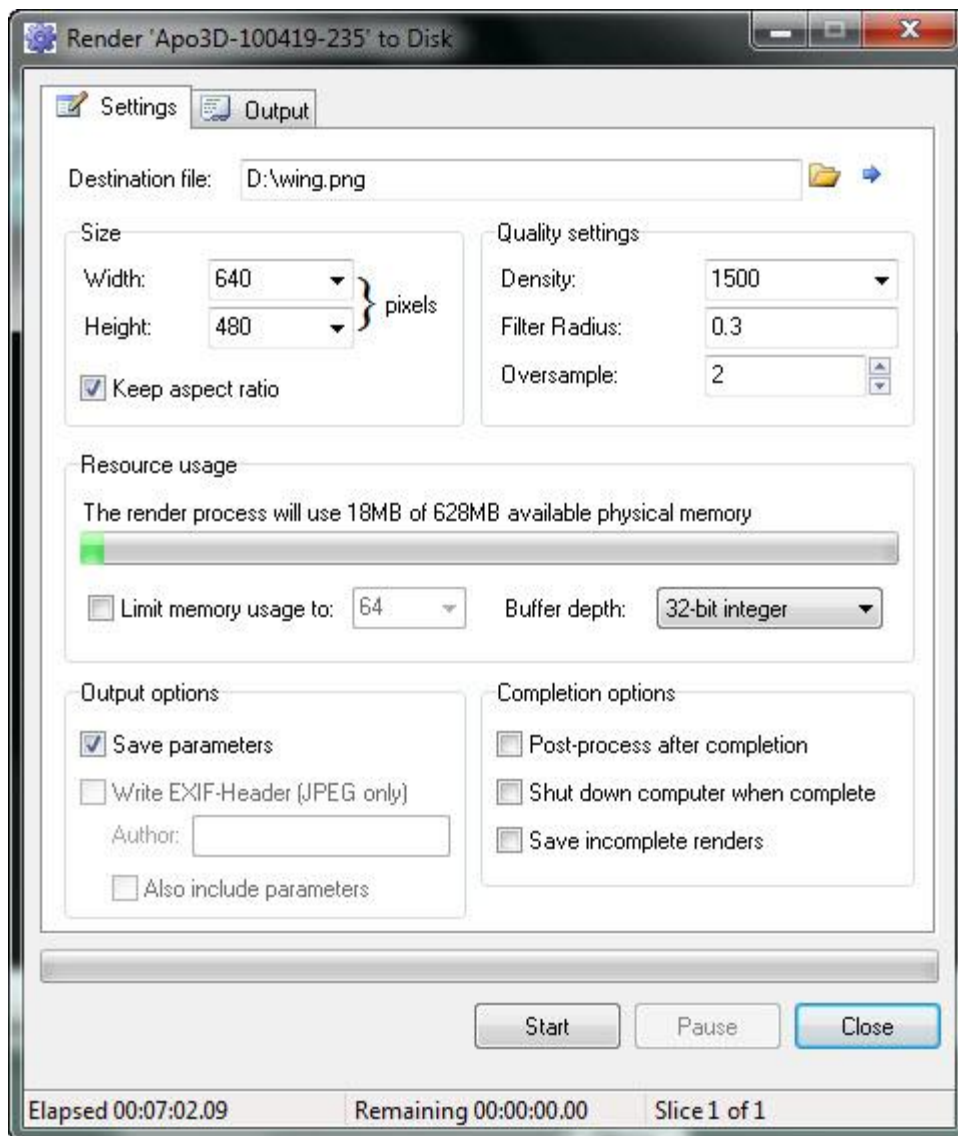 Render 'Apo3D-100419-235' to Disk
Settings
Output
Destination file: D:\wing.png
Size
Width: 640
Height: 480
} pixels
Keep aspect ratio
Quality settings
Density: 1500
Filter Radius: 0.3
Oversample: 2
Resource usage
The render process will use 18MB of 628MB available physical memory
Limit memory usage to: 64 Buffer depth: 32-bit integer
Output options
Save parameters
Write EXIF-Header (JPEG only)
Author:
Also include parameters
Completion options
Post-process after completion
Shut down computer when complete
Save incomplete renders
Start Pause Close
Elapsed 00:07:02.09 Remaining 00:00:00.00 Slice 1 of 1